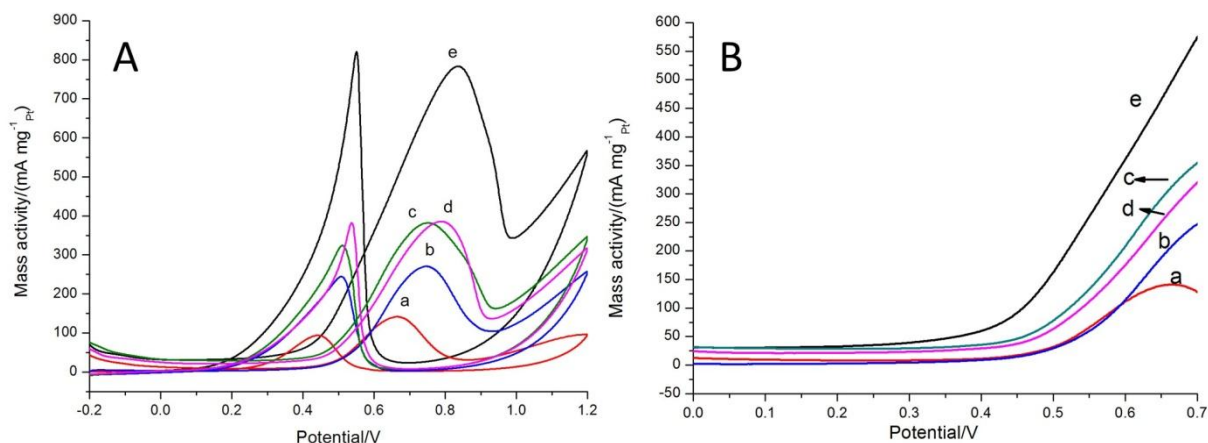 A
900
800
700
600
500
400
300
200
100
0
Mass activity/(mA mg⁻¹Pt)
e
c
d
b
a
-0.2
0.0
0.2
0.4
0.6
0.8
1.0
1.2
Potential/V
B
600
550
500
450
400
350
300
250
200
150
100
50
0
-50
Mass activity/(mA mg⁻¹Pt)
e
c
d
b
a
0.0
0.1
0.2
0.3
0.4
0.5
0.6
0.7
Potential/V